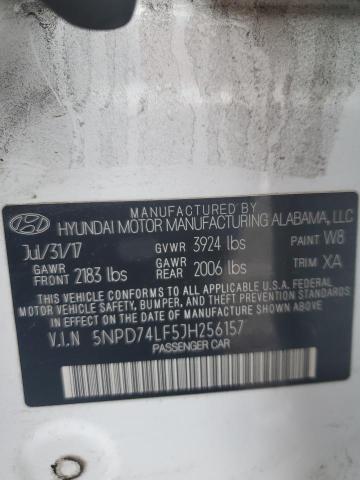 MANUFACTURED BY
HYUNDAI MOTOR MANUFACTURING ALABAMA, LLC
Jul/31/17 GVWR 3924 lbs PAINT W8
GAWR FRONT 2183 lbs GAWR REAR 2006 lbs TRIM XA
THIS VEHICLE CONFORMS TO ALL APPLICABLE U.S. FEDERAL
MOTOR VEHICLE SAFETY, BUMPER, AND THEFT PREVENTION STANDARDS
IN EFFECT ON THE DATE OF MANUFACTURE SHOWN ABOVE.
V.I.N 5NPD74LF5JH256157
PASSENGER CAR